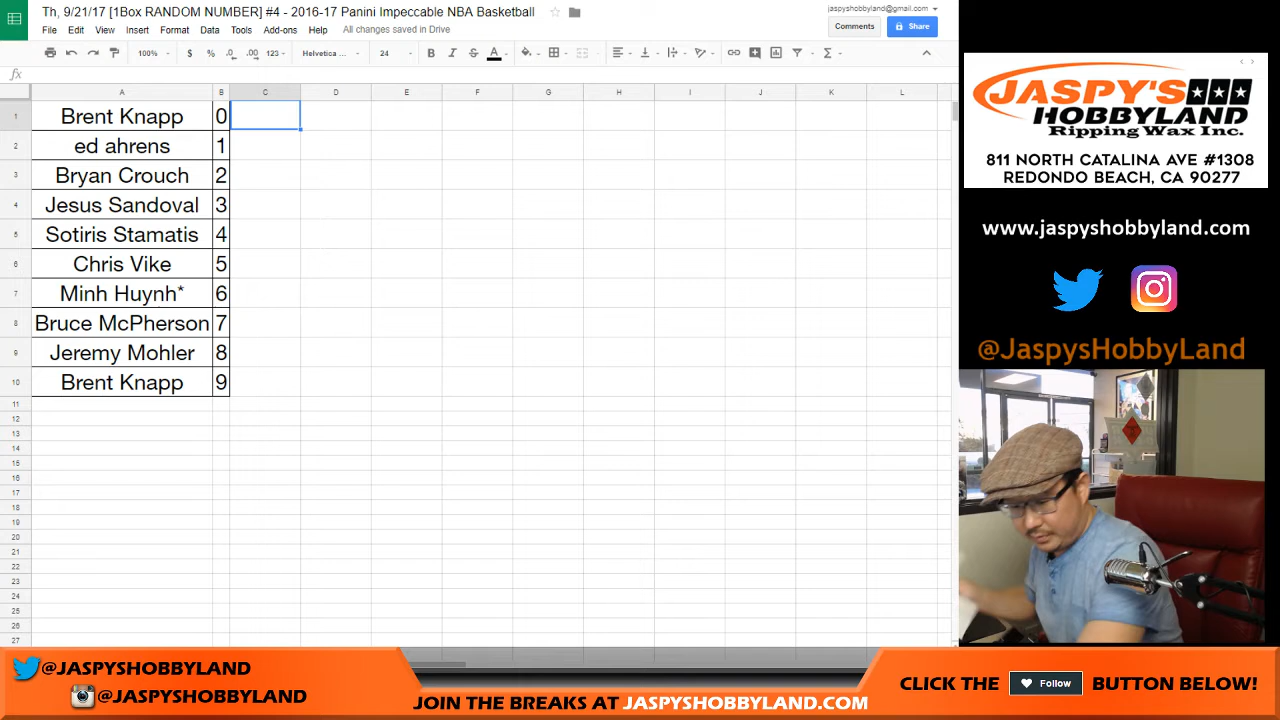 Th, 9/21/17 [1Box RANDOM NUMBER] #4 - 2016-17 Panini Impeccable NBA Basketball
jaspyshobbyland@gmail.com
File Edit View Insert Format Data Tools Add-ons Help All changes saved in Drive
Comments
Share
100% $ % .0 .00 123 Helvetica ... 24 B I S A Σ
fx
A B C D E F G H I J K L
1 Brent Knapp 0
2 ed ahrens 1
3 Bryan Crouch 2
4 Jesus Sandoval 3
5 Sotiris Stamatis 4
6 Chris Vike 5
7 Minh Huynh* 6
8 Bruce McPherson 7
9 Jeremy Mohler 8
10 Brent Knapp 9
11
12
13
14
15
16
17
18
19
20
21
22
23
24
25
26
27
JASPY'S
HOBBYLAND
Ripping Wax Inc.
811 NORTH CATALINA AVE #1308
REDONDO BEACH, CA 90277
www.jaspyshobbyland.com
@JaspysHobbyLand
@JASPYSHOBBYLAND
@JASPYSHOBBYLAND
JOIN THE BREAKS AT JASPYSHOBBYLAND.COM
CLICK THE Follow BUTTON BELOW!